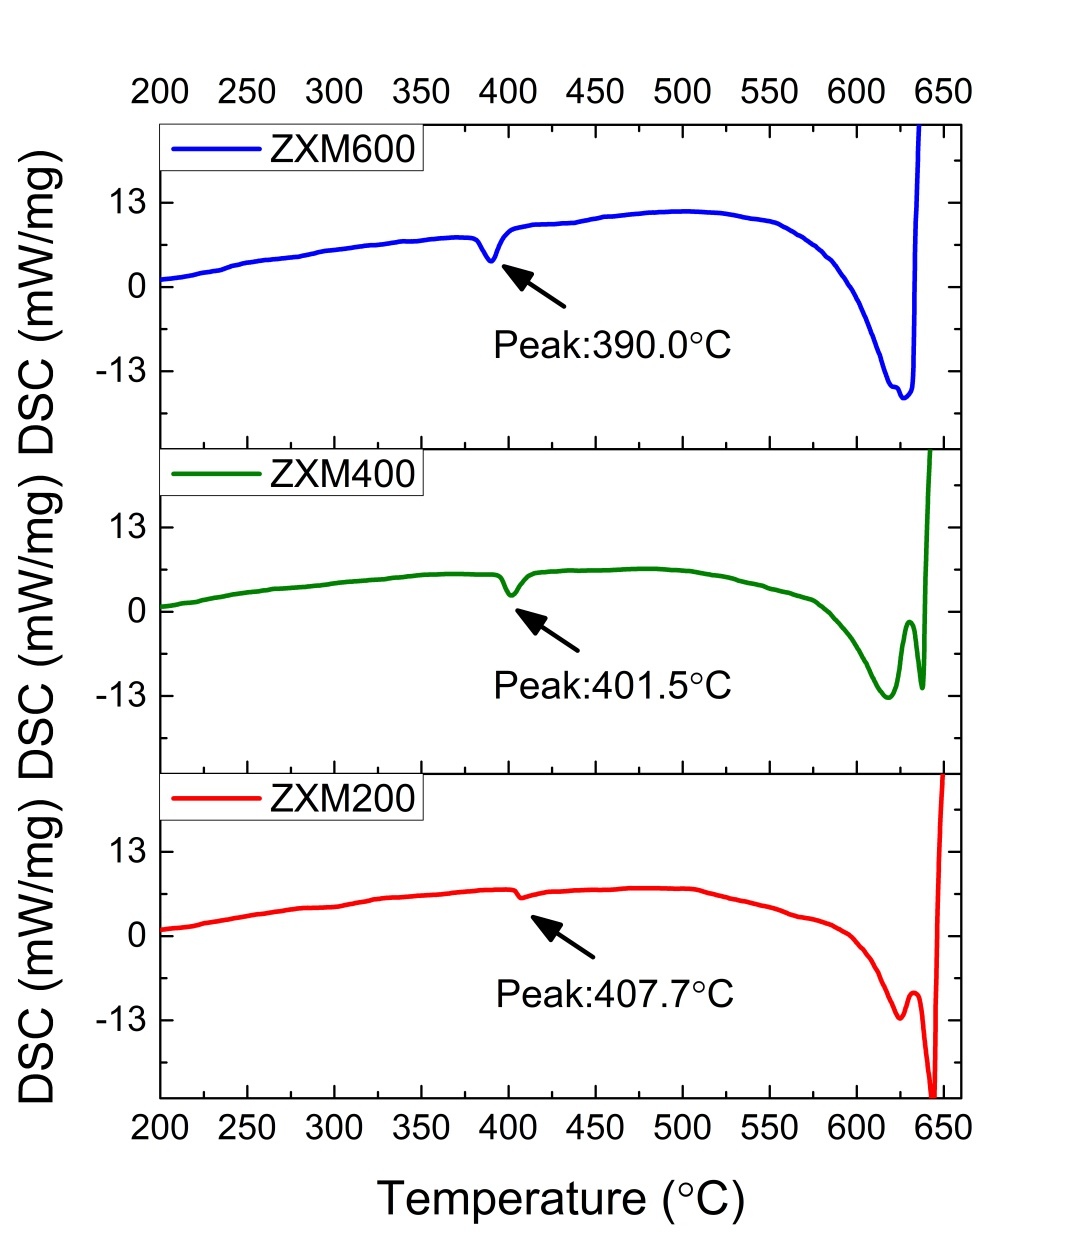 200 250 300 350 400 450 500 550 600 650
ZXM600
13
0
-13
DSC (mW/mg)
Peak:390.0°C
ZXM400
13
0
-13
DSC (mW/mg)
Peak:401.5°C
ZXM200
13
0
-13
DSC (mW/mg)
Peak:407.7°C
200 250 300 350 400 450 500 550 600 650
Temperature (°C)